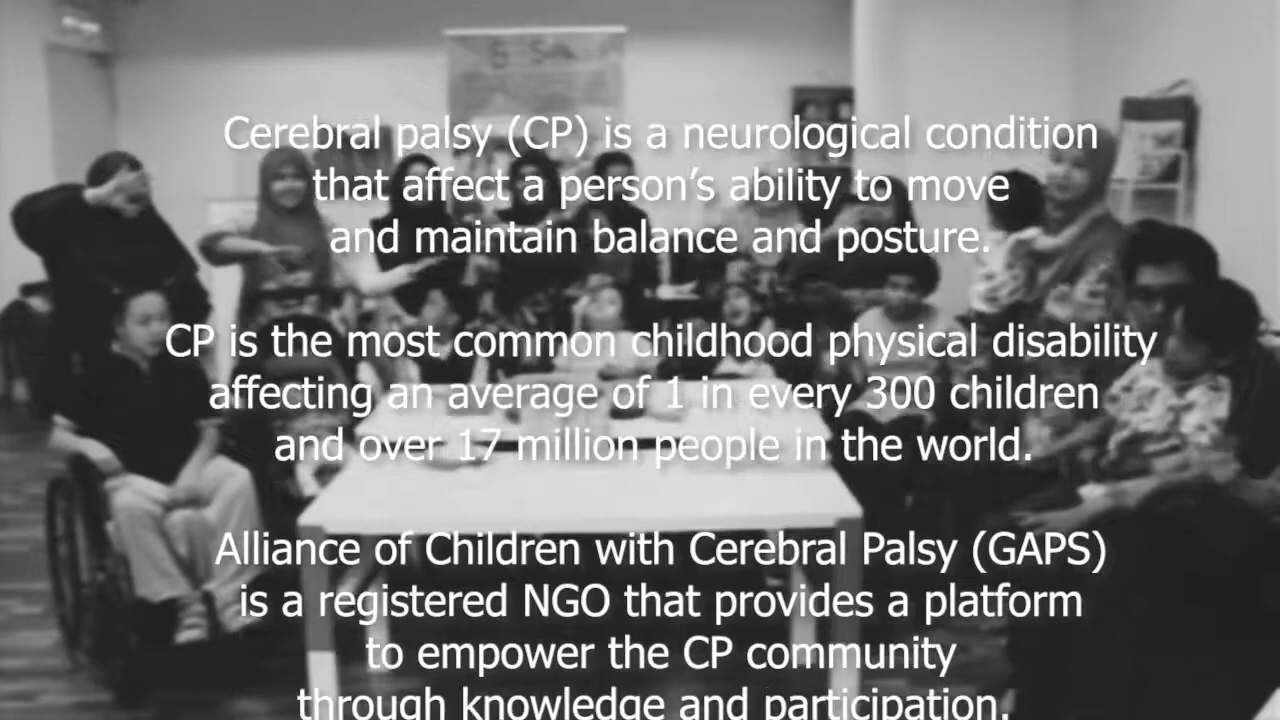 Cerebral palsy (CP) is a neurological condition
that affect a person’s ability to move
and maintain balance and posture.
CP is the most common childhood physical disability
affecting an average of 1 in every 300 children
and over 17 million people in the world.
Alliance of Children with Cerebral Palsy (GAPS)
is a registered NGO that provides a platform
to empower the CP community
through knowledge and participation.